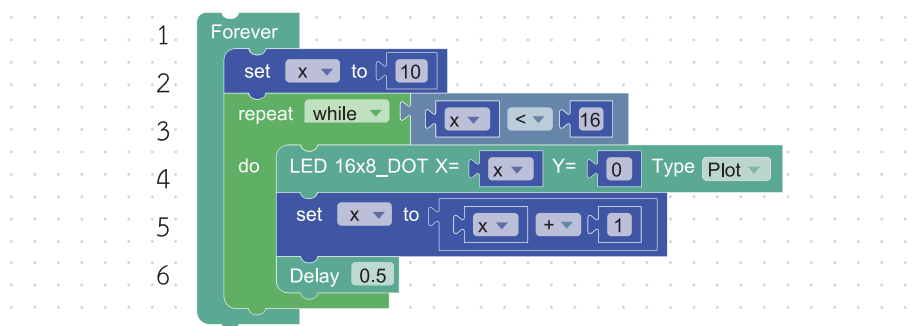 1 Forever
2 set x to 10
3 repeat while x < 16
4 do LED 16x8_DOT X= x Y= 0 Type Plot
5 set x to x + 1
6 Delay 0.5